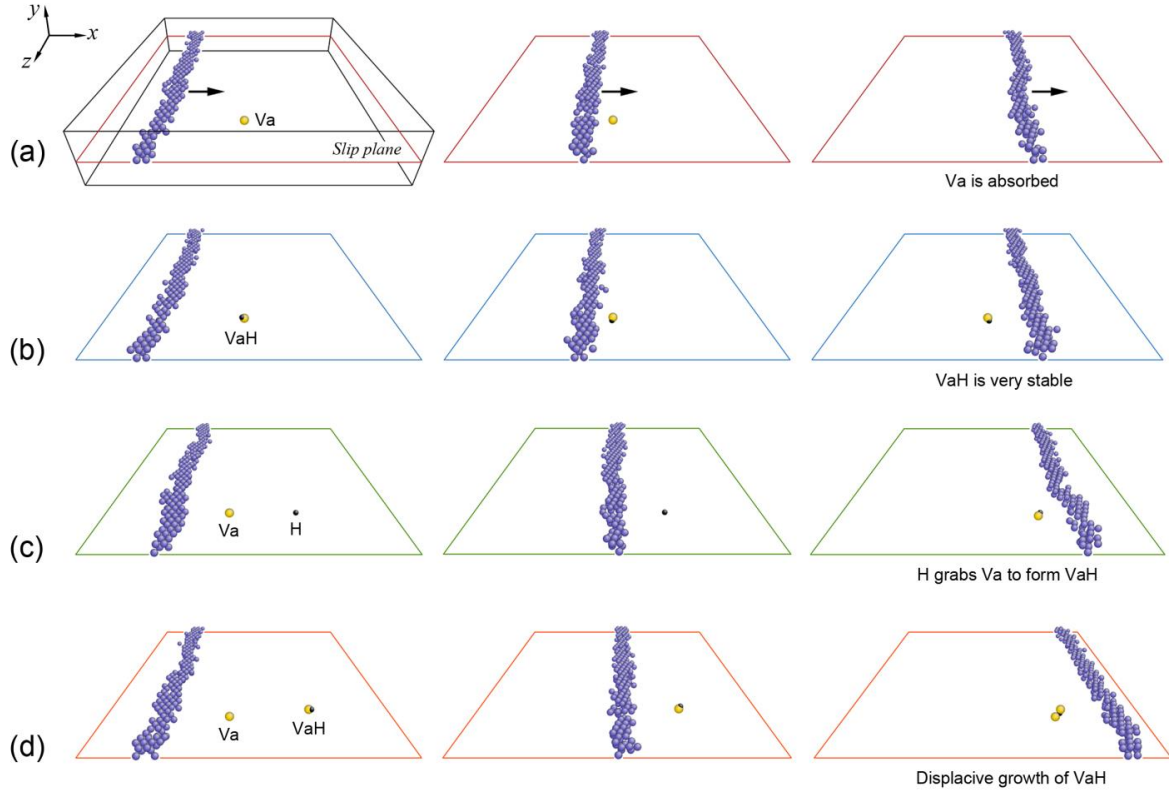 y
x
z
(a)
Va
Slip plane
Va is absorbed
(b)
VaH
VaH is very stable
(c)
Va
H
H grabs Va to form VaH
(d)
Va
VaH
Displacive growth of VaH